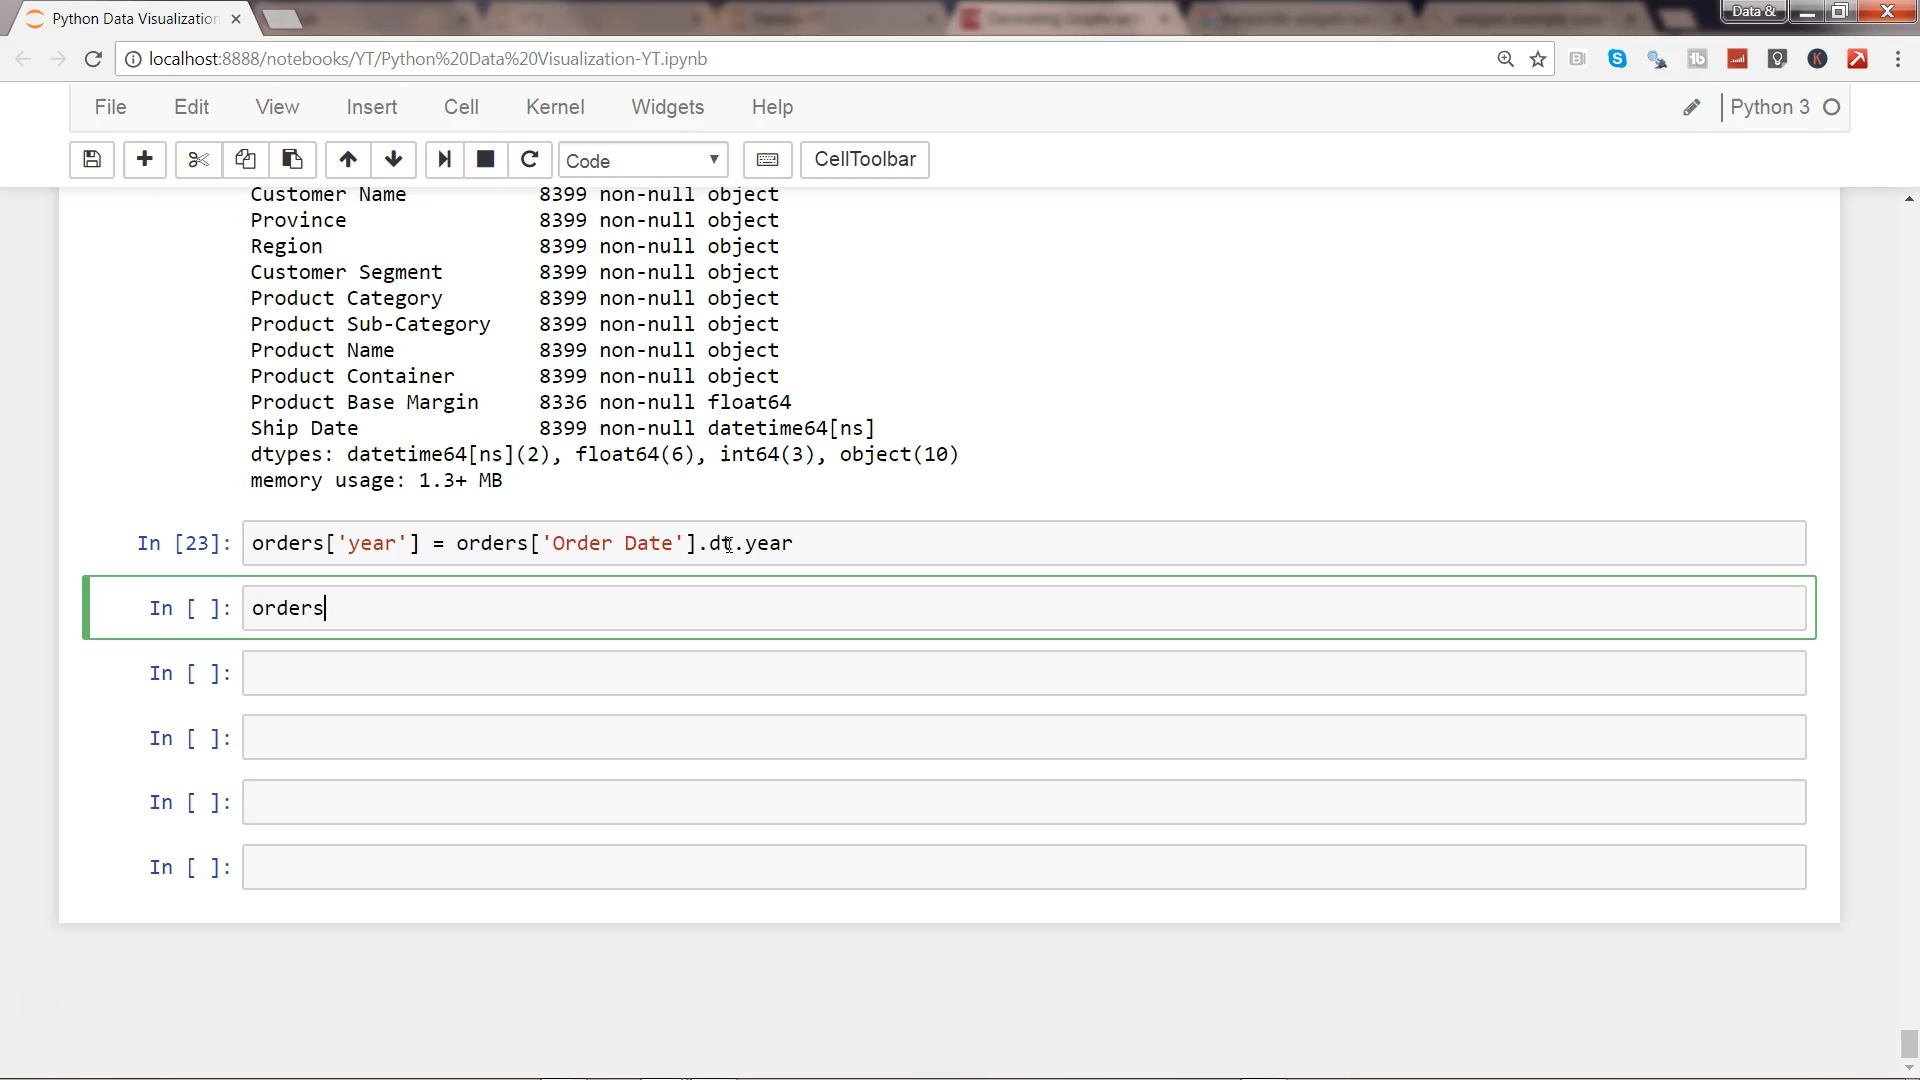 Python Data Visualization
Data &
localhost:8888/notebooks/YT/Python%20Data%20Visualization-YT.ipynb
File Edit View Insert Cell Kernel Widgets Help Python 3
Code CellToolbar
Customer Name 8399 non-null object
Province 8399 non-null object
Region 8399 non-null object
Customer Segment 8399 non-null object
Product Category 8399 non-null object
Product Sub-Category 8399 non-null object
Product Name 8399 non-null object
Product Container 8399 non-null object
Product Base Margin 8336 non-null float64
Ship Date 8399 non-null datetime64[ns]
dtypes: datetime64[ns](2), float64(6), int64(3), object(10)
memory usage: 1.3+ MB
In [23]: orders['year'] = orders['Order Date'].dt.year
In [ ]: orders
In [ ]:
In [ ]:
In [ ]:
In [ ]: